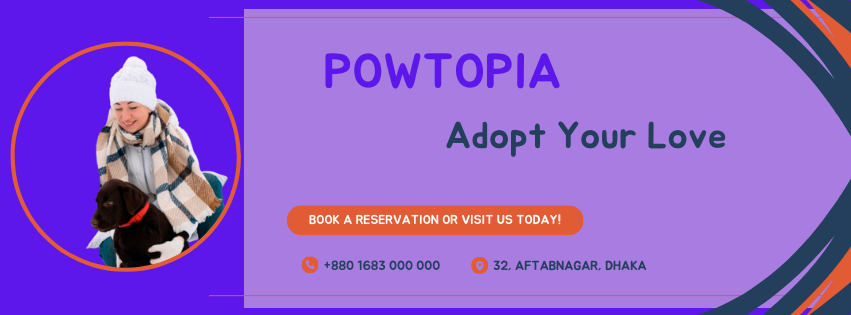 POWTOPIA
Adopt Your Love
BOOK A RESERVATION OR VISIT US TODAY!
+880 1683 000 000
32, AFTABNAGAR, DHAKA